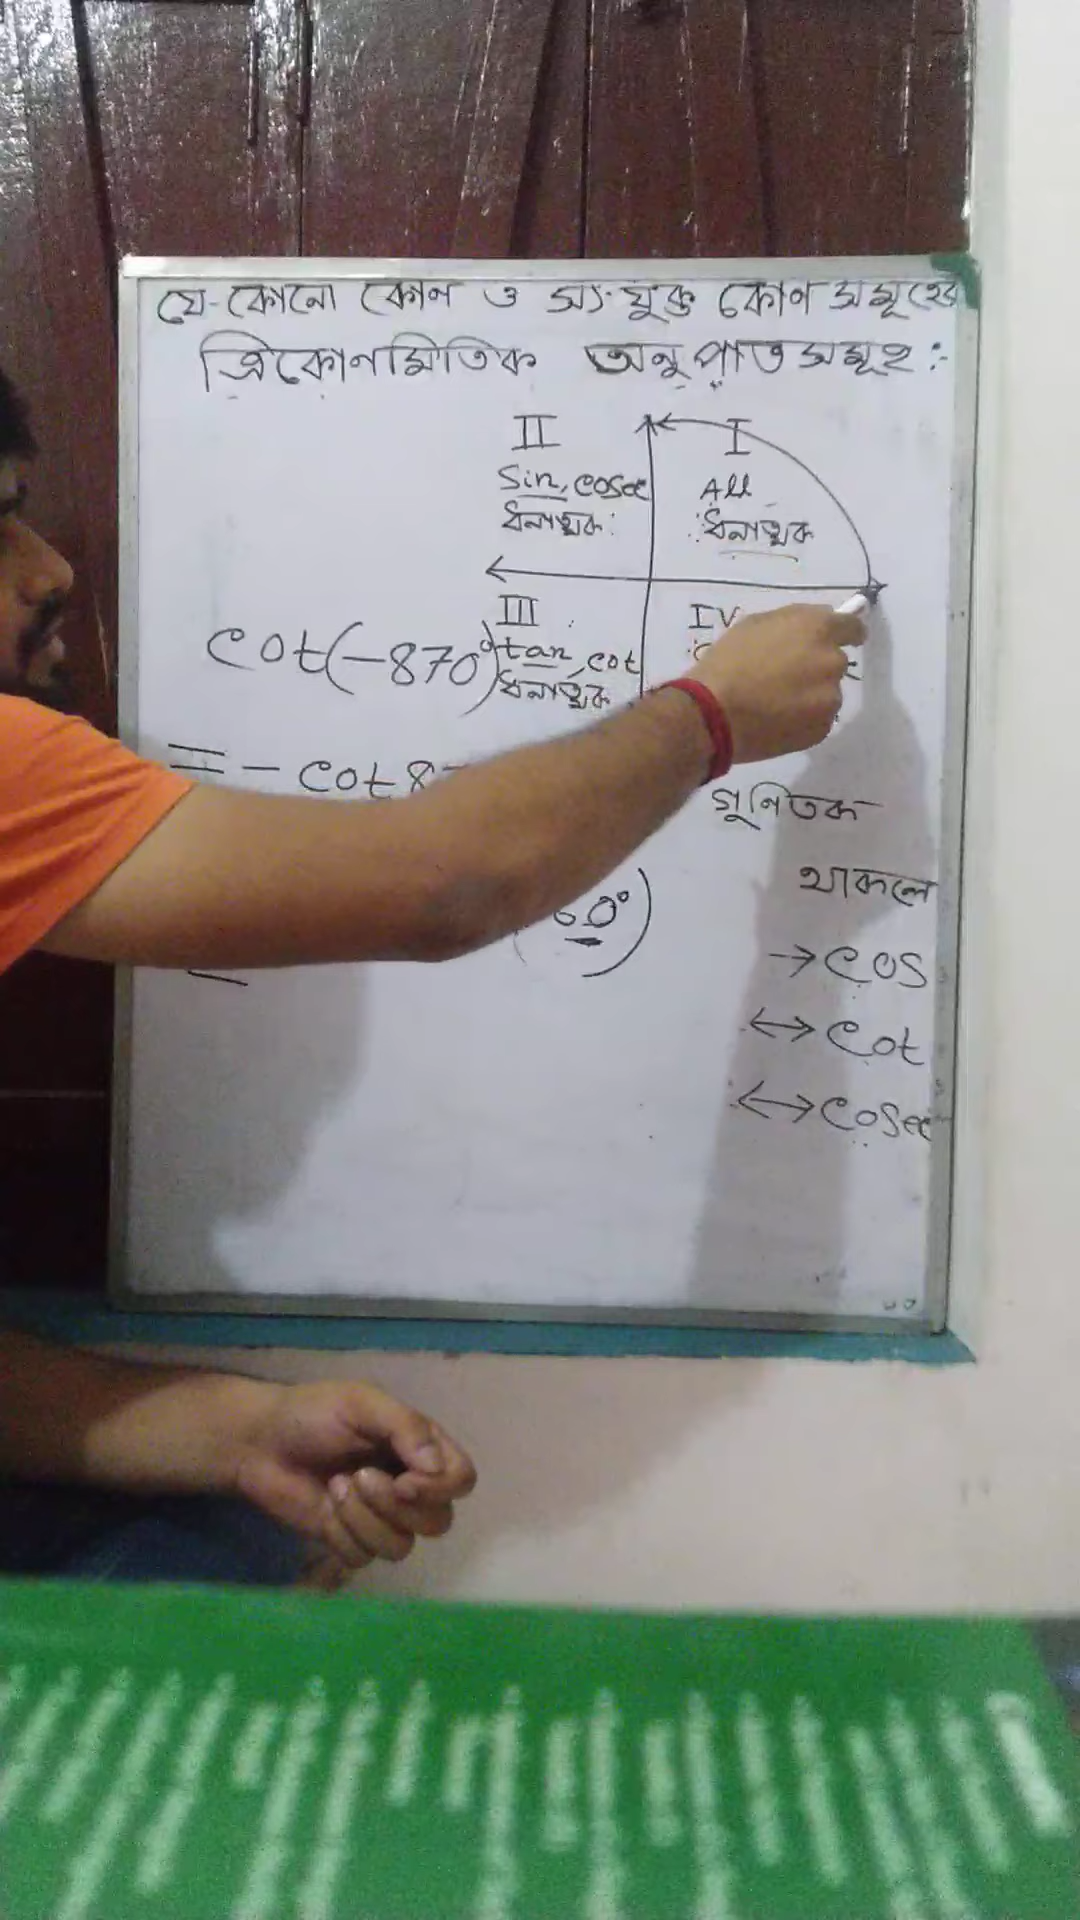 যে-কোনো কোণ ও সংযুক্ত কোণ সমূহের
ত্রিকোণমিতিক অনুপাত সমূহ :-
II
Sin, cosec
ধনাত্মক
I
All
ধনাত্মক
III
tan, cot
ধনাত্মক
IV
cot(-870°)
= - cot 8
গুণিতক
থাকলে
60°)
→ cos
↔ cot
↔ cosec